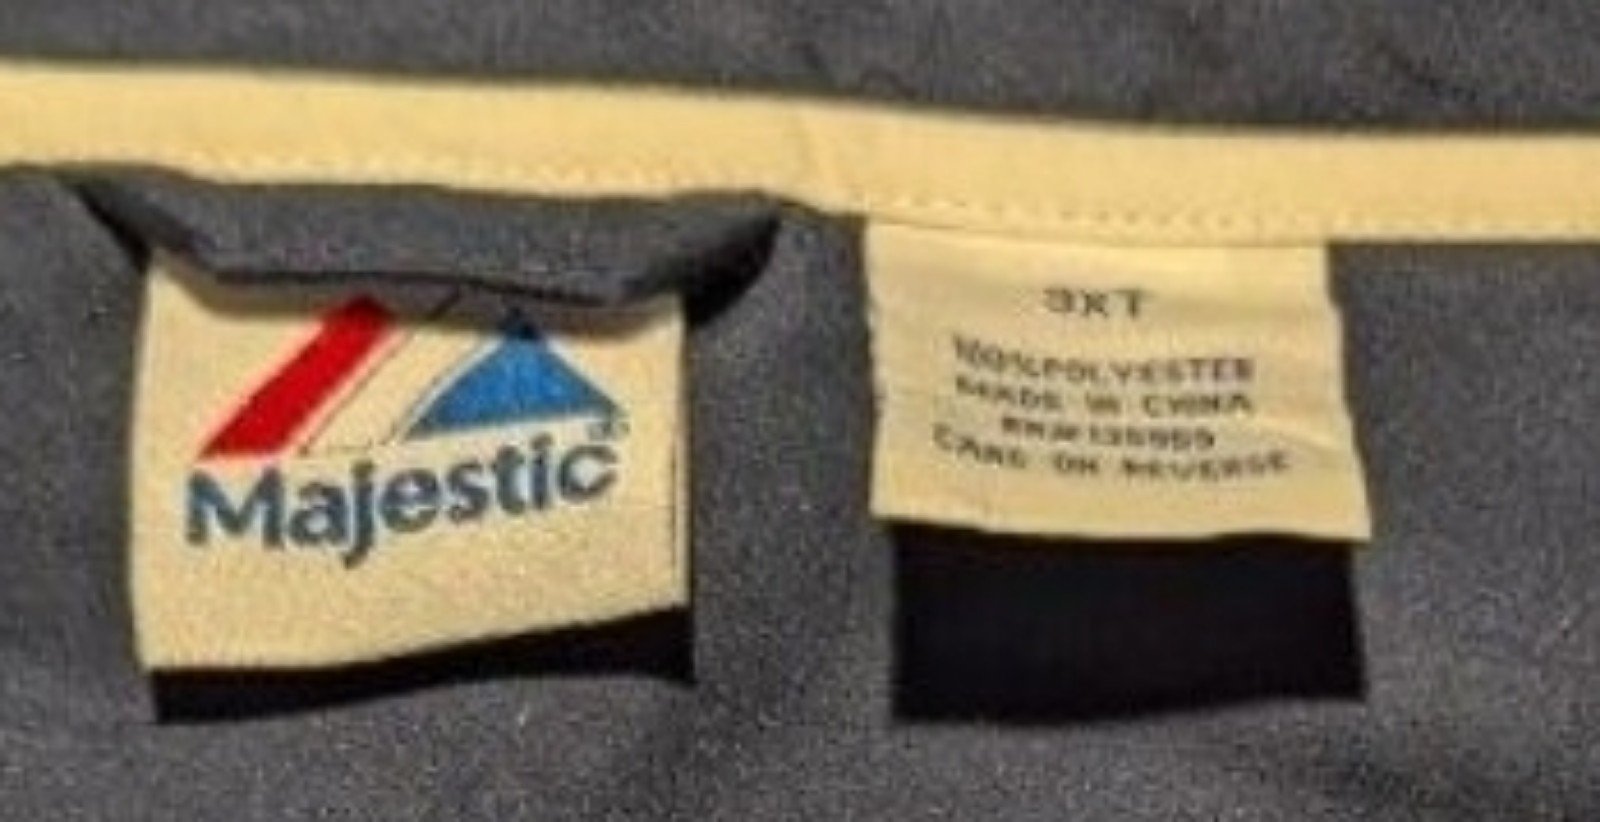 Majestic
3XT
100% POLYESTER
MADE IN CHINA
CARE ON REVERSE